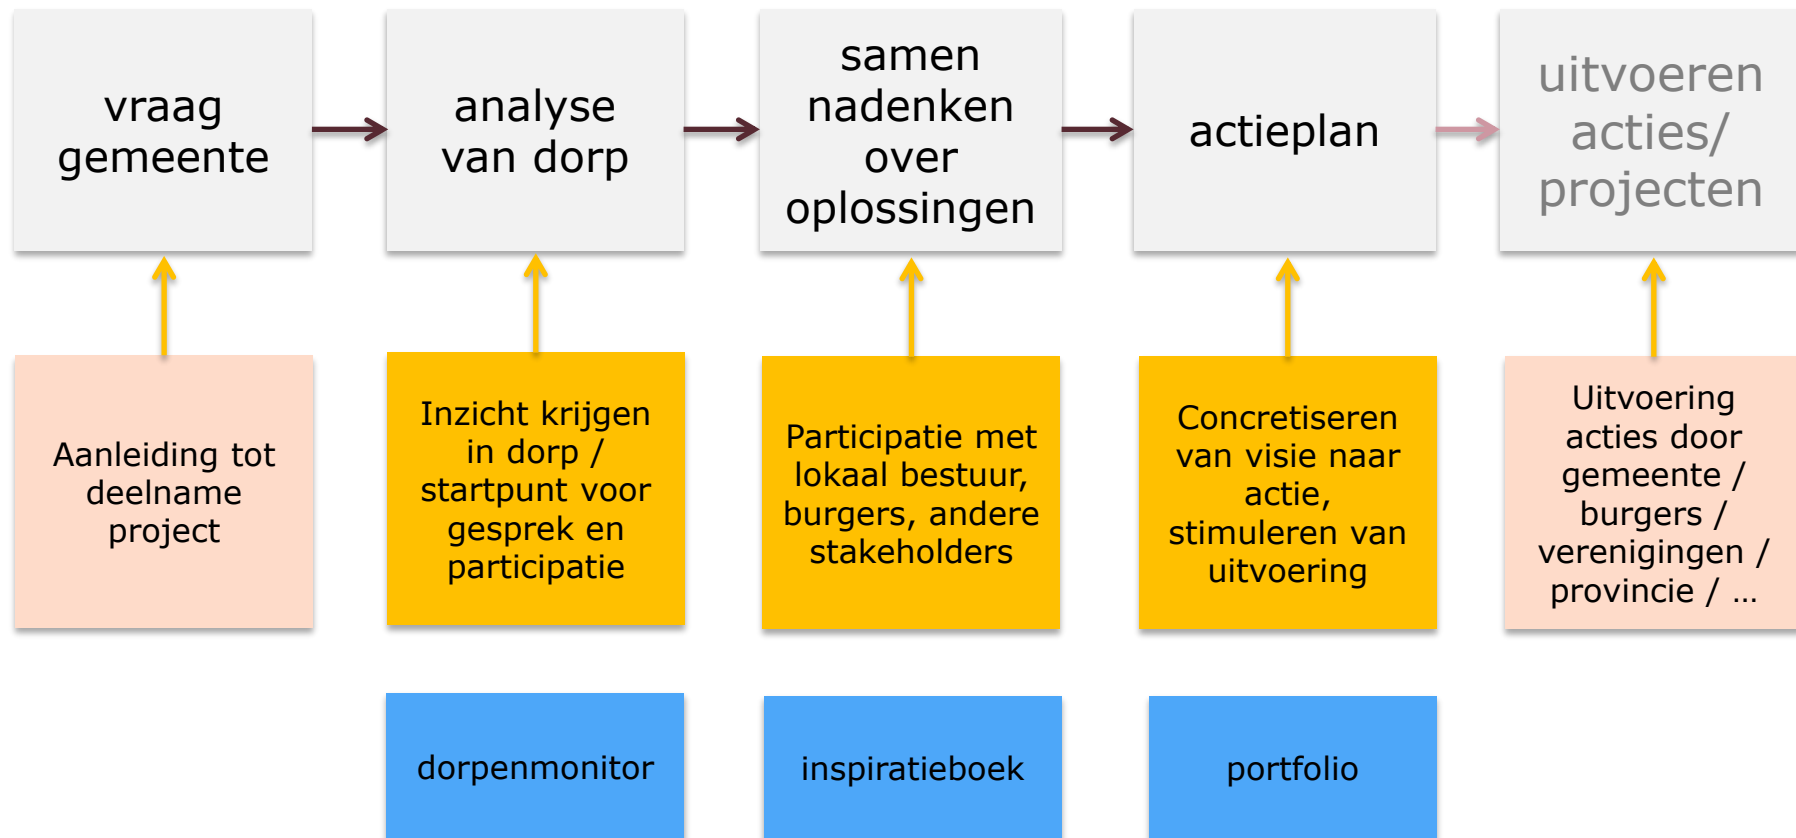 vraag
gemeente
analyse
van dorp
samen
nadenken
over
oplossingen
actieplan
uitvoeren
acties/
projecten
Aanleiding tot
deelname
project
Inzicht krijgen
in dorp /
startpunt voor
gesprek en
participatie
Participatie met
lokaal bestuur,
burgers, andere
stakeholders
Concretiseren
van visie naar
actie,
stimuleren van
uitvoering
Uitvoering
acties door
gemeente /
burgers /
verenigingen /
provincie / …
dorpenmonitor
inspiratieboek
portfolio